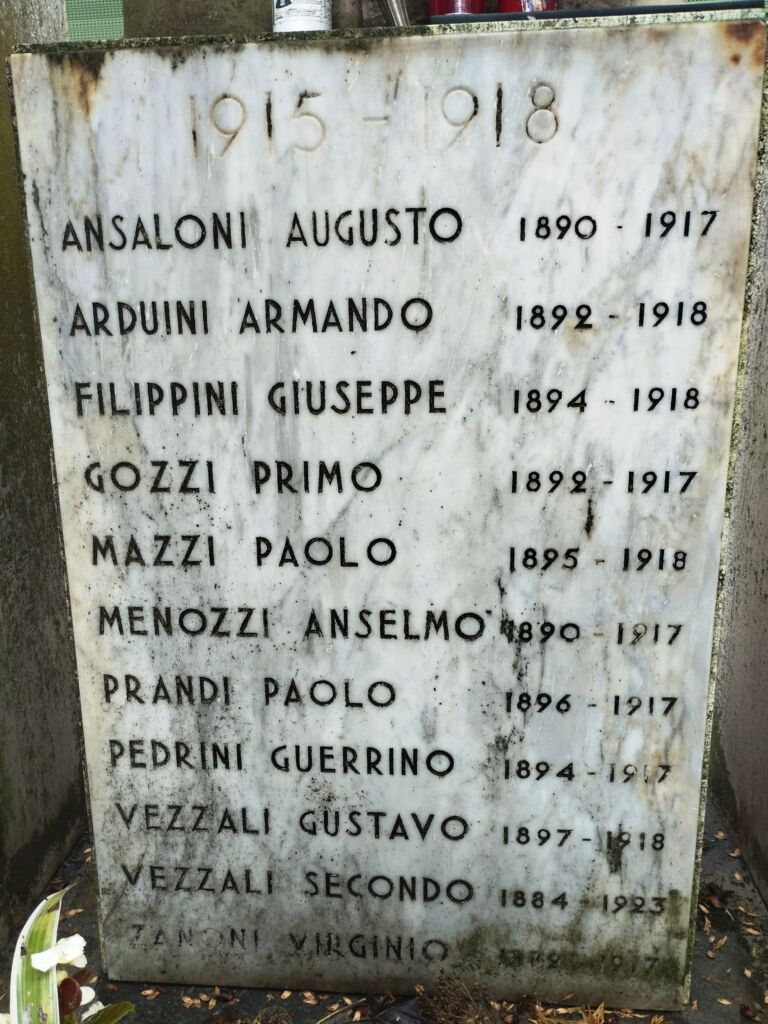 1915 - 1918
ANSALONI AUGUSTO 1890 - 1917
ARDUINI ARMANDO 1892 - 1918
FILIPPINI GIUSEPPE 1894 - 1918
GOZZI PRIMO 1892 - 1917
MAZZI PAOLO 1895 - 1918
MENOZZI ANSELMO 1890 - 1917
PRANDI PAOLO 1896 - 1917
PEDRINI GUERRINO 1894 - 1917
VEZZALI GUSTAVO 1897 - 1918
VEZZALI SECONDO 1884 - 1923
ZANONI VIRGINIO - 1917